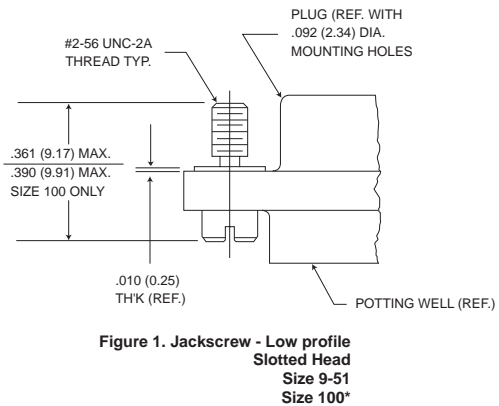 PLUG (REF. WITH
.092 (2.34) DIA.
MOUNTING HOLES
#2-56 UNC-2A
THREAD TYP.
.361 (9.17) MAX.
.390 (9.91) MAX.
SIZE 100 ONLY
.010 (0.25)
TH'K (REF.)
POTTING WELL (REF.)
Figure 1. Jackscrew - Low profile
Slotted Head
Size 9-51
Size 100*